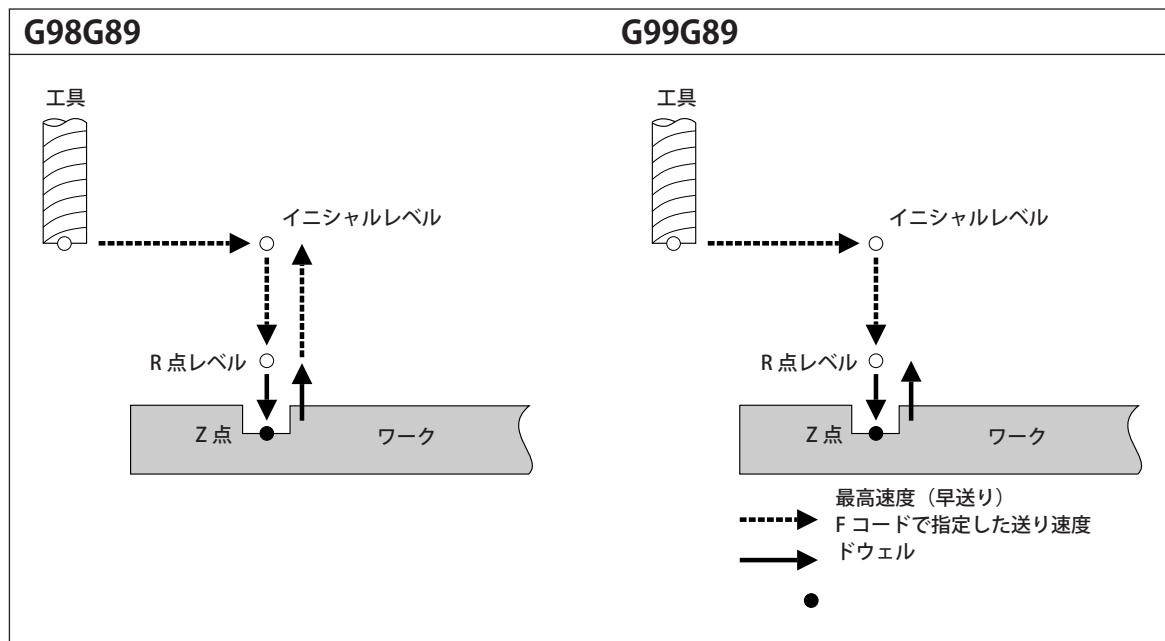 G98G89
G99G89
工具
イニシャルレベル
R 点レベル
Z 点
ワーク
工具
イニシャルレベル
R 点レベル
Z 点
ワーク
最高速度（早送り）
F コードで指定した送り速度
ドウェル